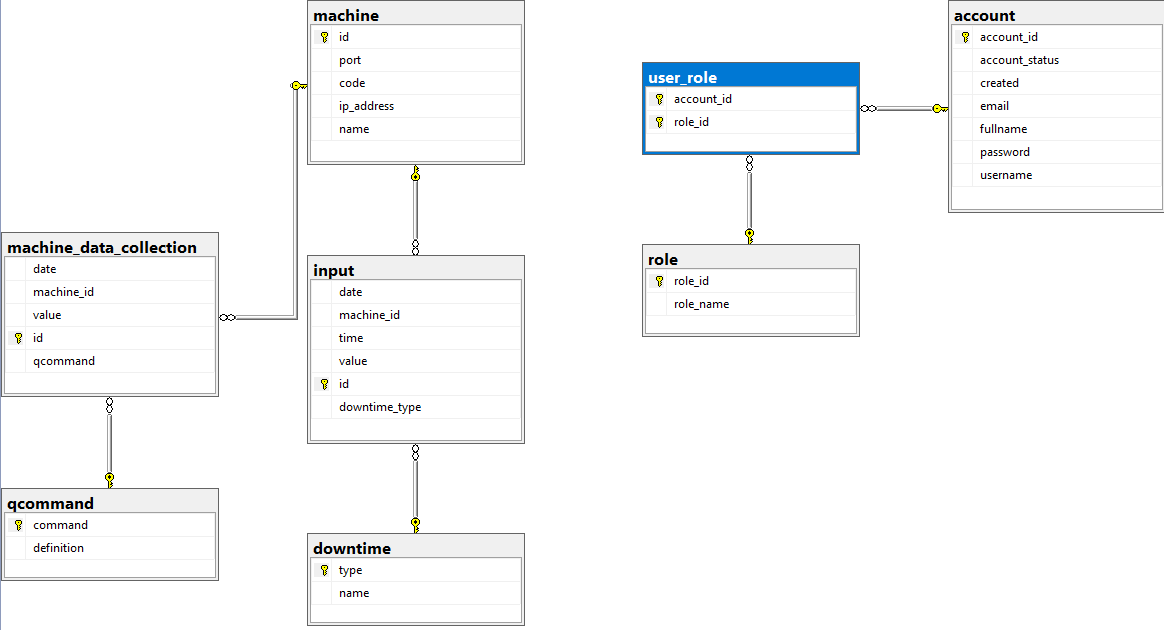 machine
id
port
code
ip_address
name
account
account_id
account_status
created
email
fullname
password
username
user_role
account_id
role_id
machine_data_collection
date
machine_id
value
id
qcommand
input
date
machine_id
time
value
id
downtime_type
role
role_id
role_name
qcommand
command
definition
downtime
type
name